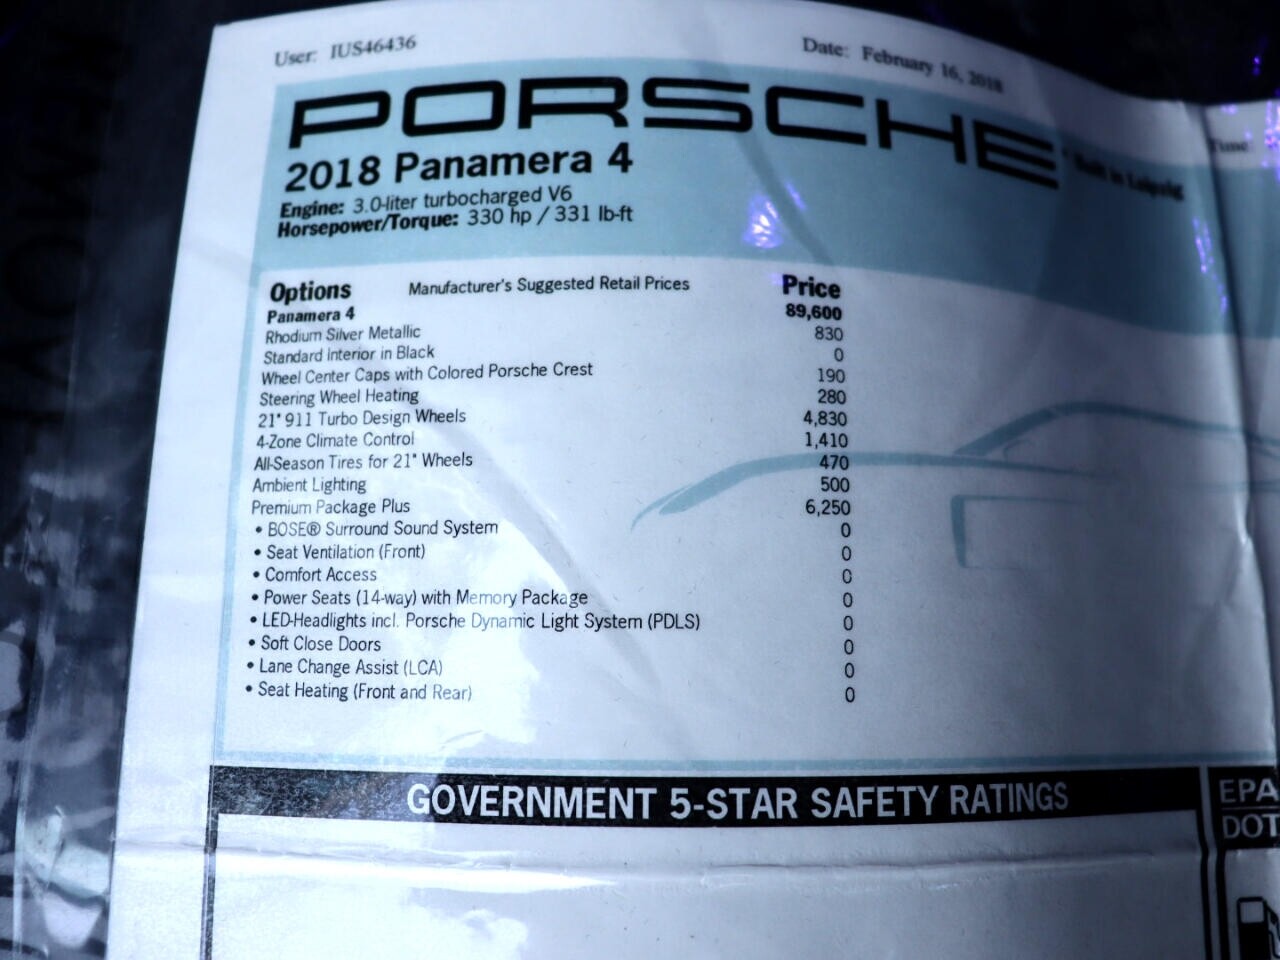 User: IUS46436 Date: February 16, 2018 Time:
PORSCHE
2018 Panamera 4 * Built in Leipzig
Engine: 3.0-liter turbocharged V6
Horsepower/Torque: 330 hp / 331 lb-ft
Options Manufacturer's Suggested Retail Prices Price
Panamera 4 89,600
Rhodium Silver Metallic 830
Standard Interior in Black 0
Wheel Center Caps with Colored Porsche Crest 190
Steering Wheel Heating 280
21" 911 Turbo Design Wheels 4,830
4-Zone Climate Control 1,410
All-Season Tires for 21" Wheels 470
Ambient Lighting 500
Premium Package Plus 6,250
• BOSE® Surround Sound System 0
• Seat Ventilation (Front) 0
• Comfort Access 0
• Power Seats (14-way) with Memory Package 0
• LED-Headlights incl. Porsche Dynamic Light System (PDLS) 0
• Soft Close Doors 0
• Lane Change Assist (LCA) 0
• Seat Heating (Front and Rear) 0
GOVERNMENT 5-STAR SAFETY RATINGS
EPA
DOT